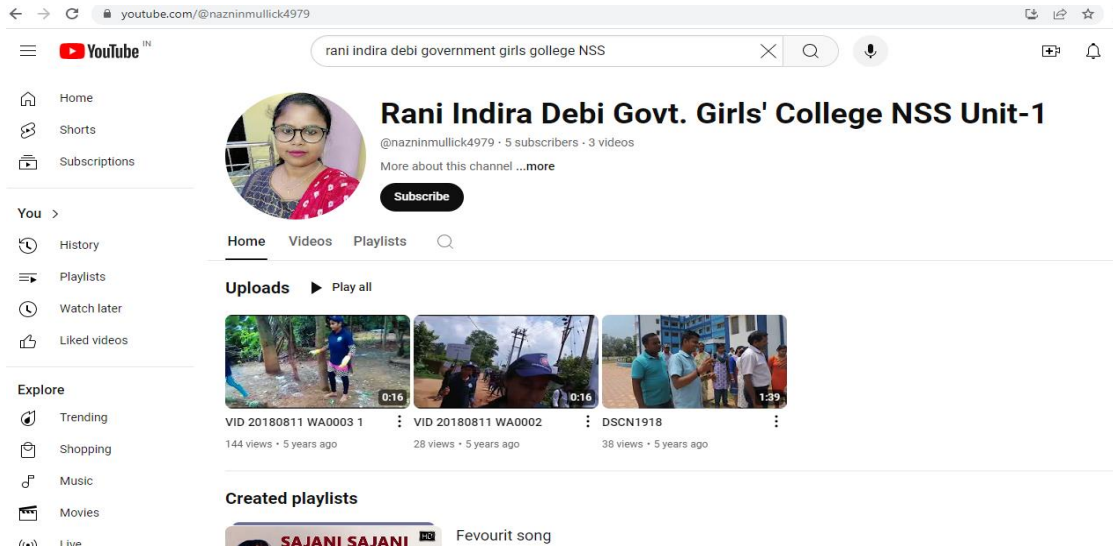 youtube.com/@nazninmullick4979
YouTube IN
rani indira debi government girls gollege NSS
Home
Shorts
Subscriptions
You >
History
Playlists
Watch later
Liked videos
Explore
Trending
Shopping
Music
Movies
Live
Rani Indira Debi Govt. Girls' College NSS Unit-1
@nazninmullick4979 · 5 subscribers · 3 videos
More about this channel ...more
Subscribe
Home Videos Playlists
Uploads Play all
0:16 0:16 1:39
VID 20180811 WA0003 1 VID 20180811 WA0002 DSCN1918
144 views · 5 years ago 28 views · 5 years ago 38 views · 5 years ago
Created playlists
SAJANI SAJANI HD
Fevourit song